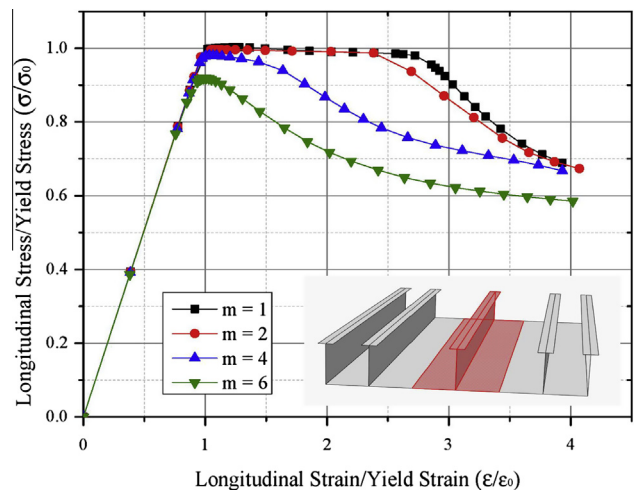 Longitudinal Stress/Yield Stress (σ/σ₀)
1.0
0.8
0.6
0.4
0.2
0.0
m = 1
m = 2
m = 4
m = 6
0 1 2 3 4
Longitudinal Strain/Yield Strain (ε/ε₀)